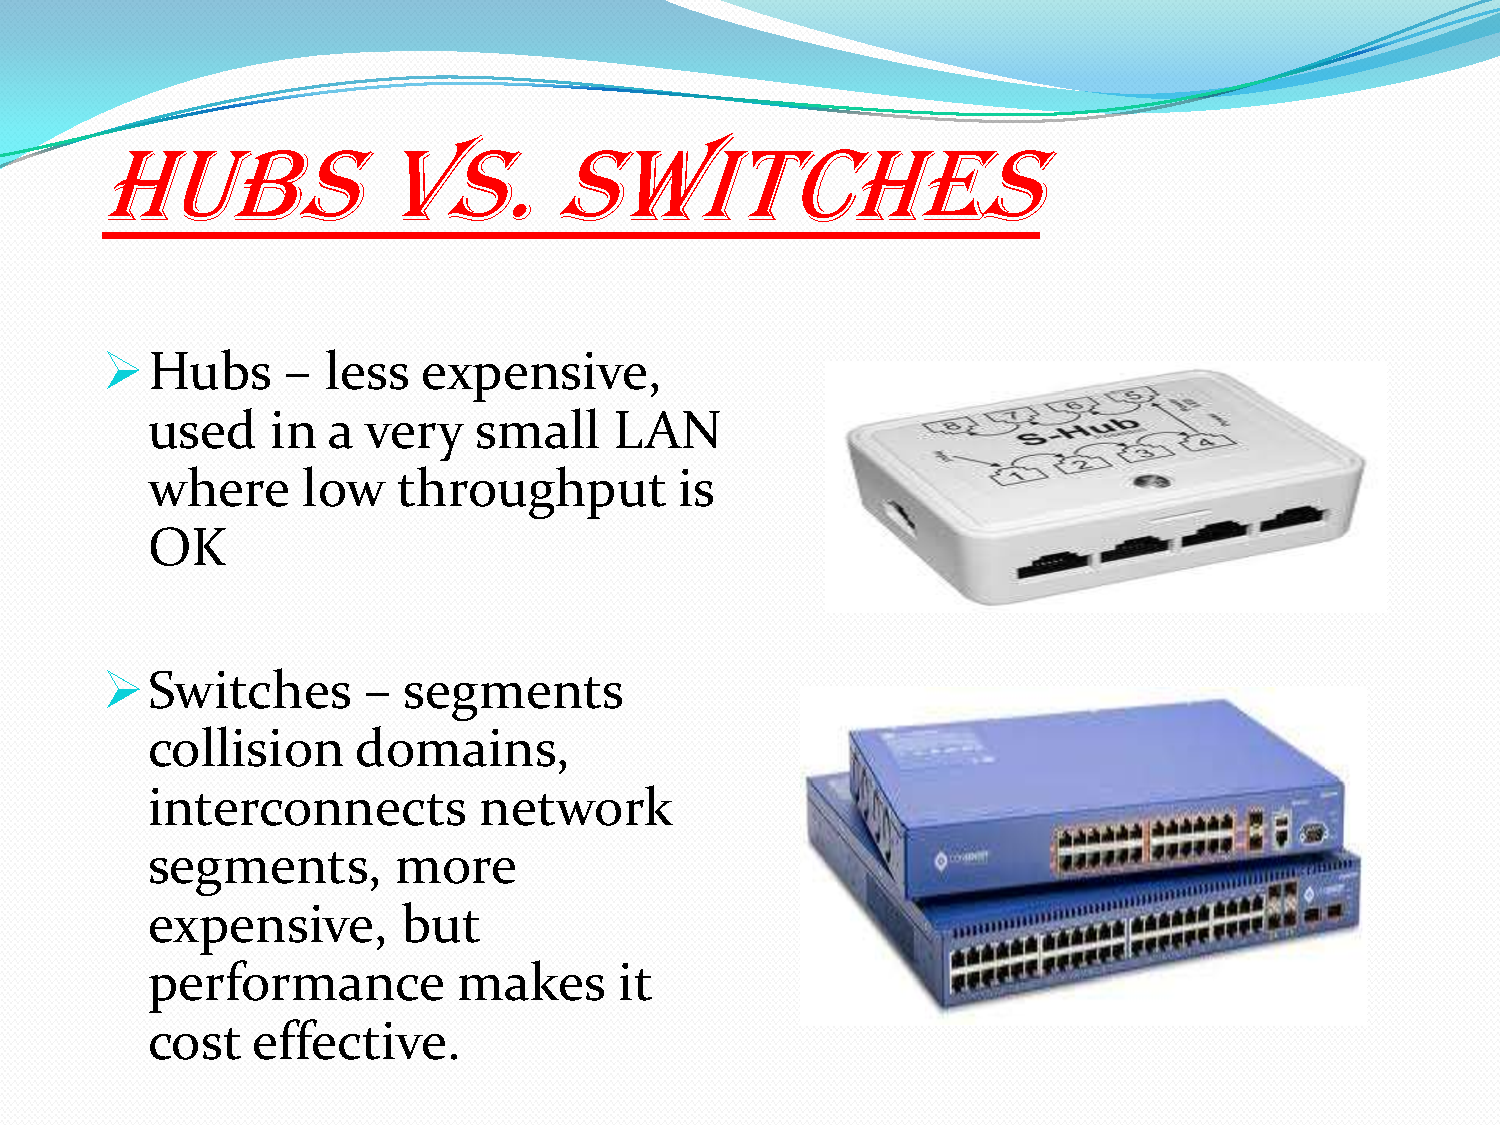 HUBS VS. SWITCHES
➢Hubs – less expensive,
used in a very small LAN
where low throughput is
OK
8 7 6 5
S-Hub
1 2 3 4
➢Switches – segments
collision domains,
interconnects network
segments, more
expensive, but
performance makes it
cost effective.